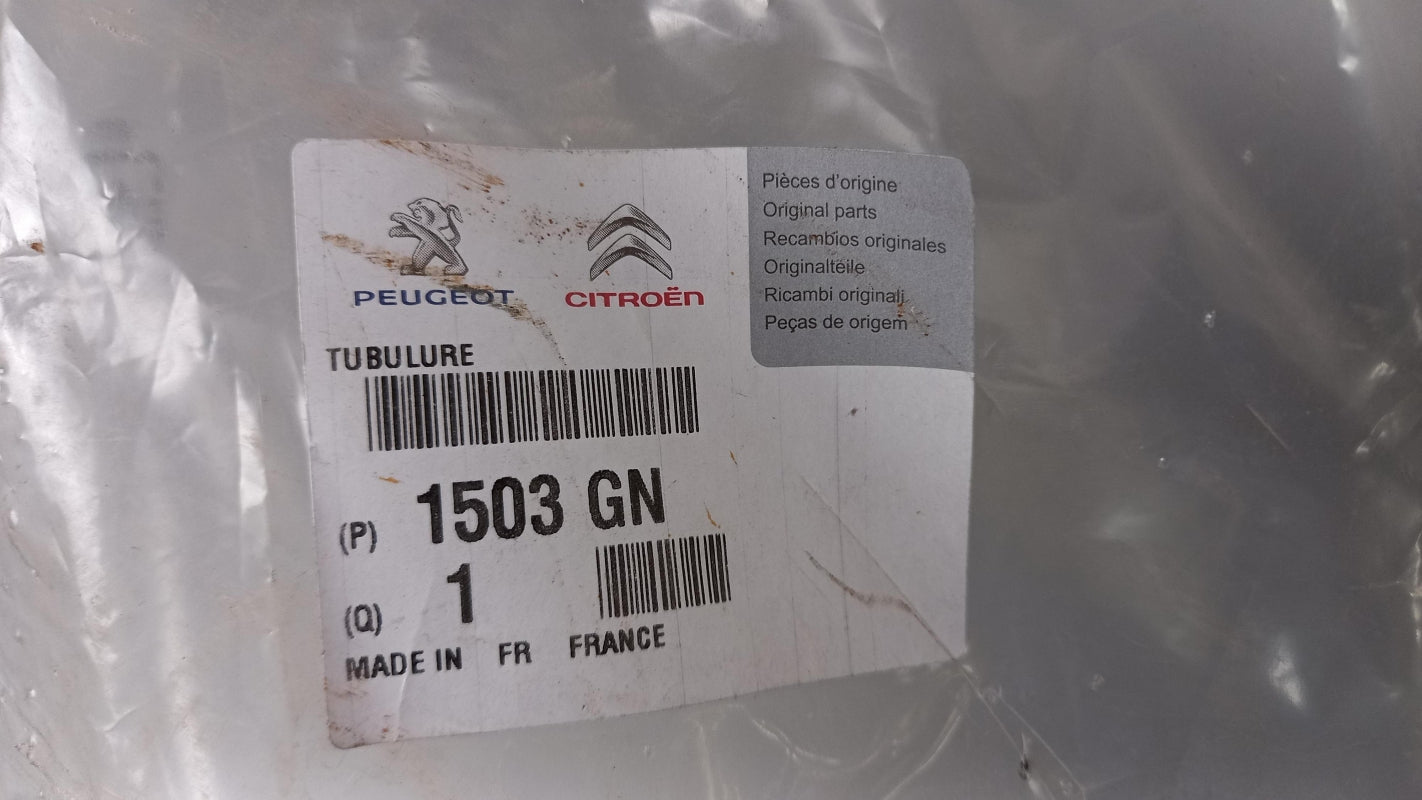 PEUGEOT
CITROËN
Pièces d'origine
Original parts
Recambios originales
Originalteile
Ricambi originali
Peças de origem
TUBULURE
(P) 1503 GN
(Q) 1
MADE IN FR FRANCE